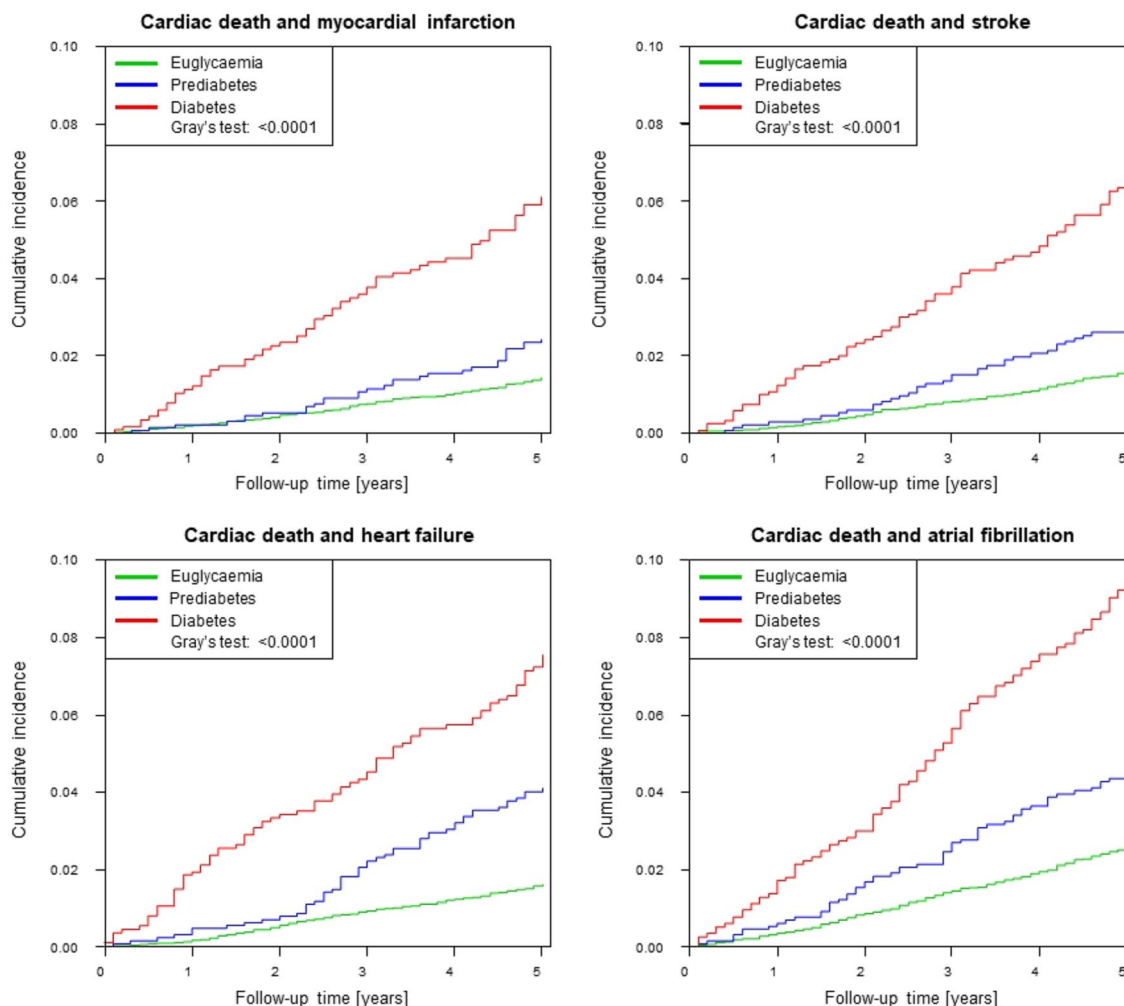 Cardiac death and myocardial infarction
0.10
0.08
0.06
0.04
0.02
0.00
Cumulative incidence
Euglycaemia
Prediabetes
Diabetes
Gray's test: <0.0001
0 1 2 3 4 5
Follow-up time [years]
Cardiac death and stroke
0.10
0.08
0.06
0.04
0.02
0.00
Cumulative incidence
Euglycaemia
Prediabetes
Diabetes
Gray's test: <0.0001
0 1 2 3 4 5
Follow-up time [years]
Cardiac death and heart failure
0.10
0.08
0.06
0.04
0.02
0.00
Cumulative incidence
Euglycaemia
Prediabetes
Diabetes
Gray's test: <0.0001
0 1 2 3 4 5
Follow-up time [years]
Cardiac death and atrial fibrillation
0.10
0.08
0.06
0.04
0.02
0.00
Cumulative incidence
Euglycaemia
Prediabetes
Diabetes
Gray's test: <0.0001
0 1 2 3 4 5
Follow-up time [years]